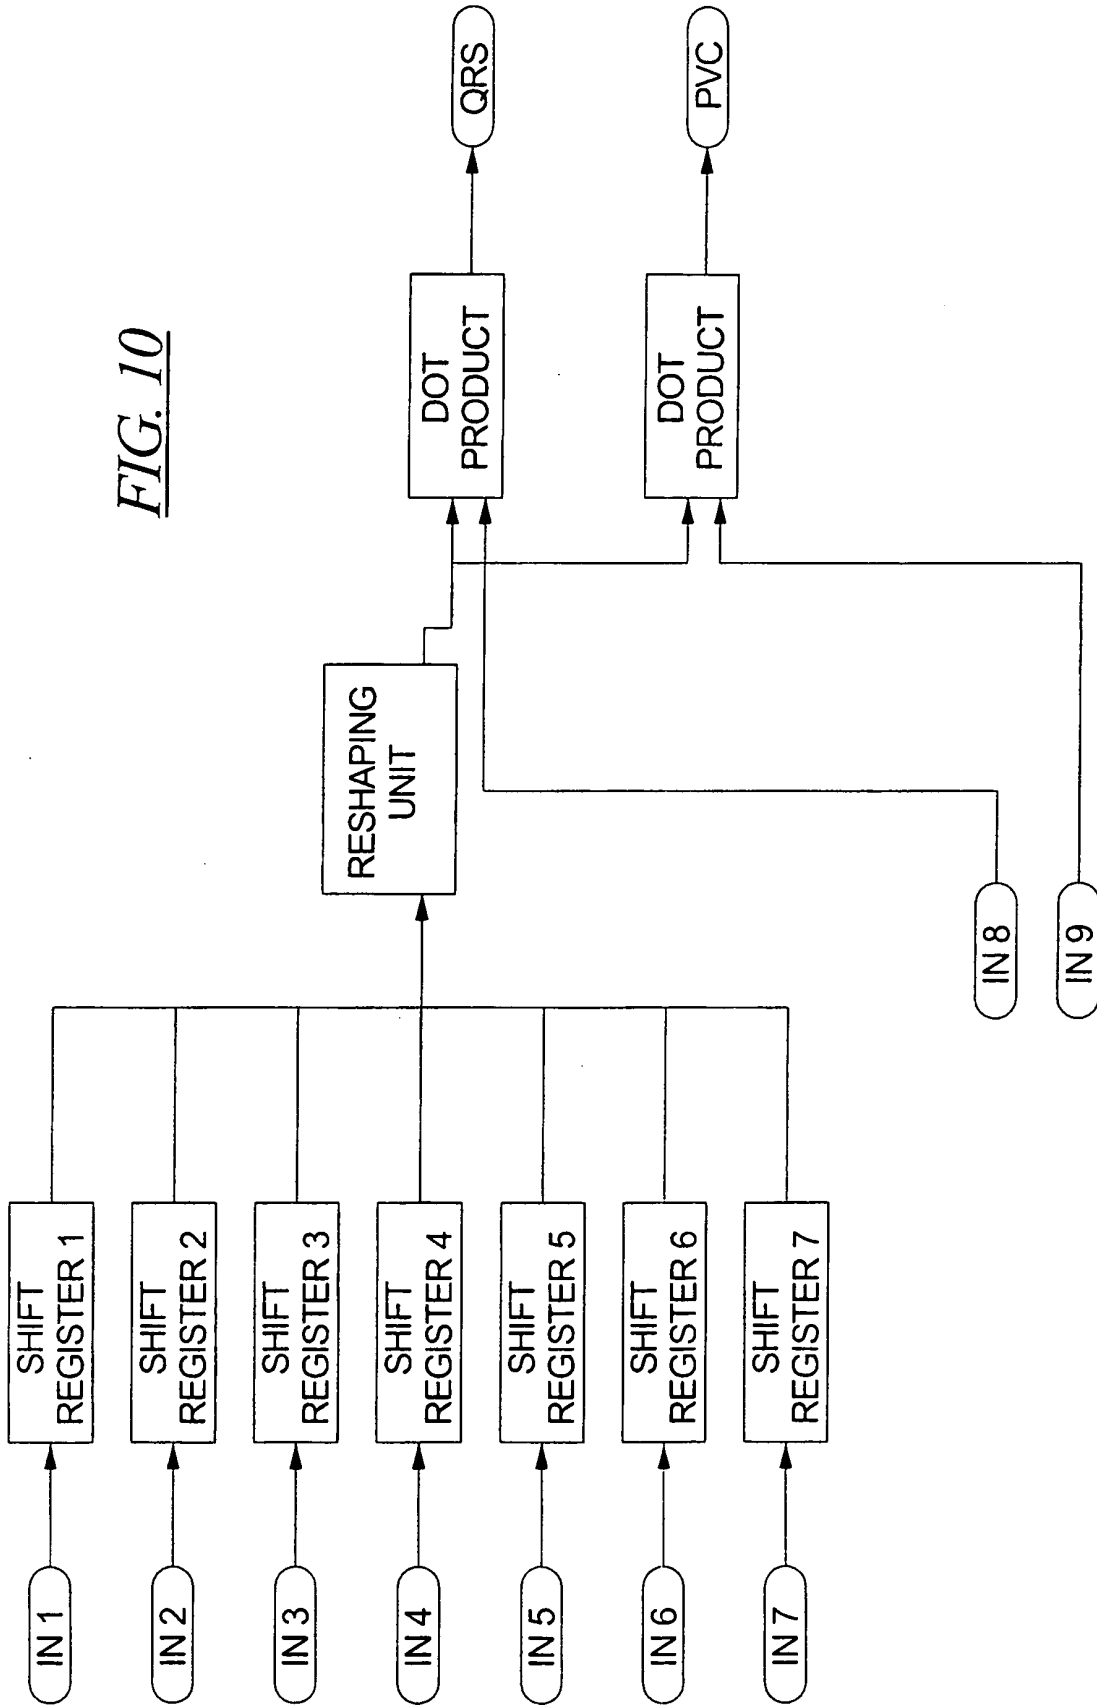 FIG. 10
IN 1
SHIFT
REGISTER 1
IN 2
SHIFT
REGISTER 2
IN 3
SHIFT
REGISTER 3
IN 4
SHIFT
REGISTER 4
IN 5
SHIFT
REGISTER 5
IN 6
SHIFT
REGISTER 6
IN 7
SHIFT
REGISTER 7
RESHAPING
UNIT
IN 8
IN 9
DOT
PRODUCT
QRS
DOT
PRODUCT
PVC